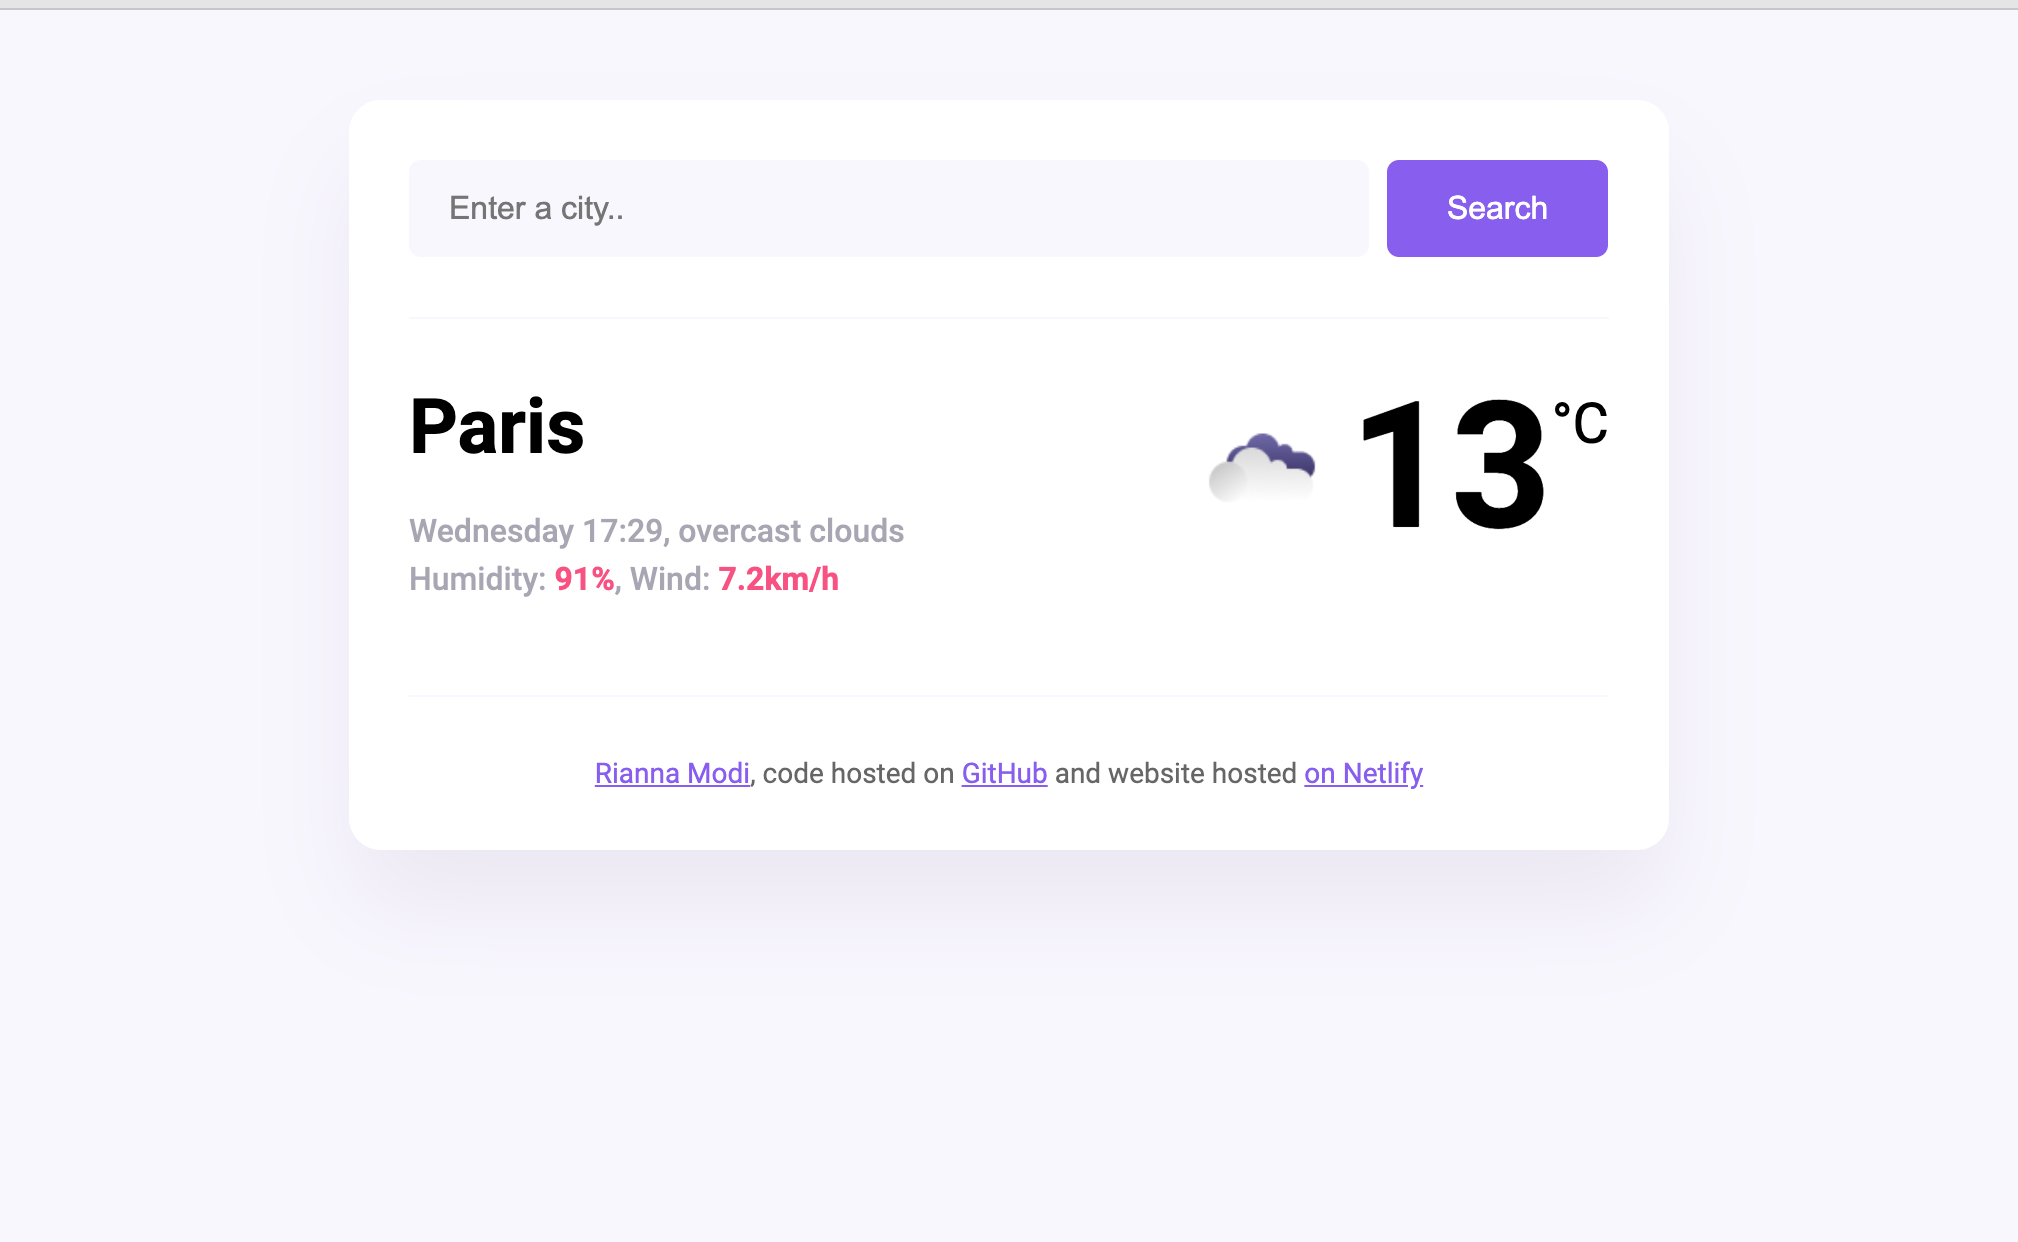 Enter a city..
Search
Paris
13°C
Wednesday 17:29, overcast clouds
Humidity: 91%, Wind: 7.2km/h
Rianna Modi, code hosted on GitHub and website hosted on Netlify